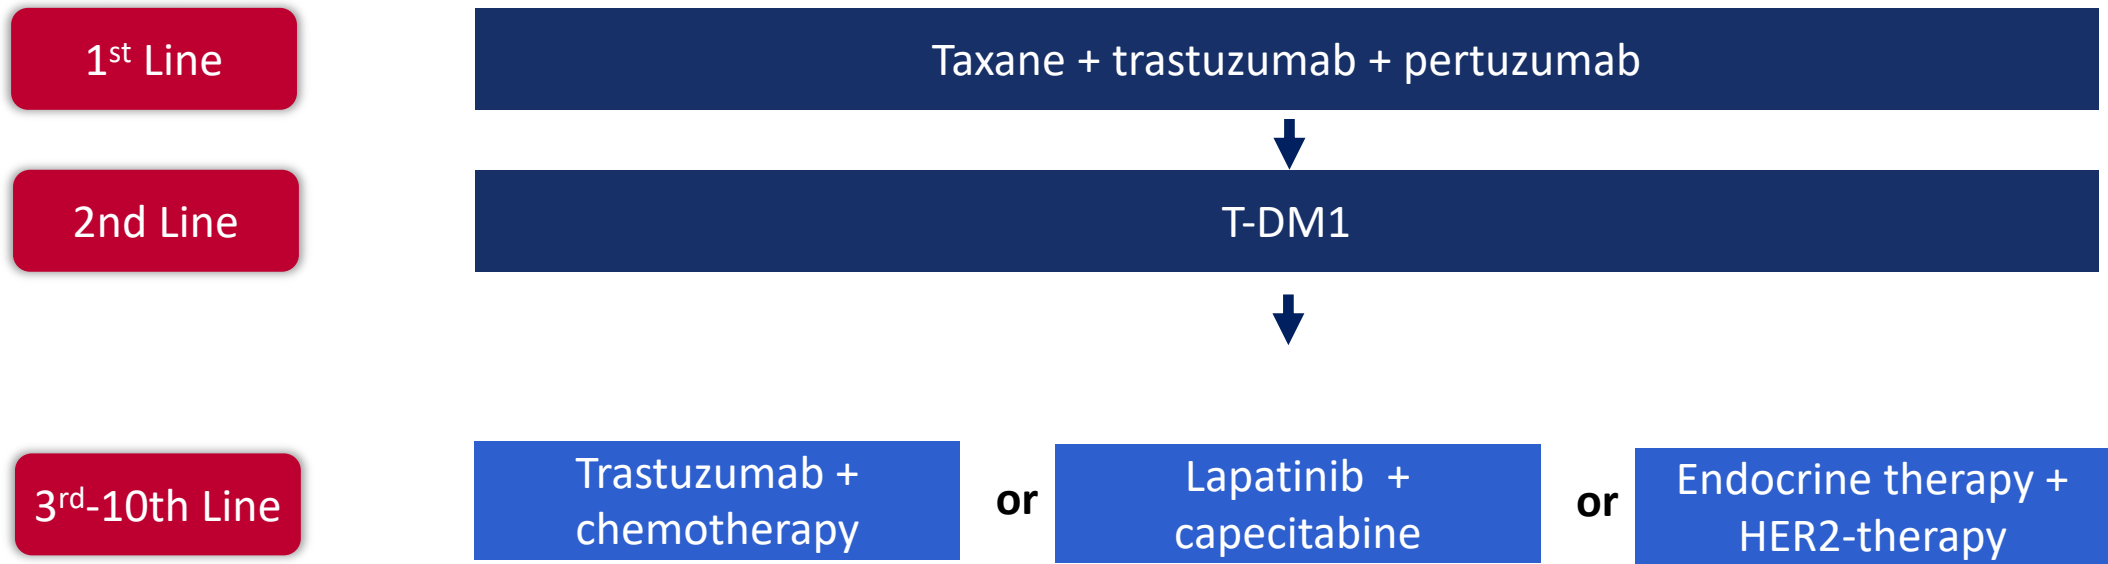 1st Line
Taxane + trastuzumab + pertuzumab
2nd Line
T-DM1
3rd-10th Line
Trastuzumab +
chemotherapy
or
Lapatinib +
capecitabine
or
Endocrine therapy +
HER2-therapy